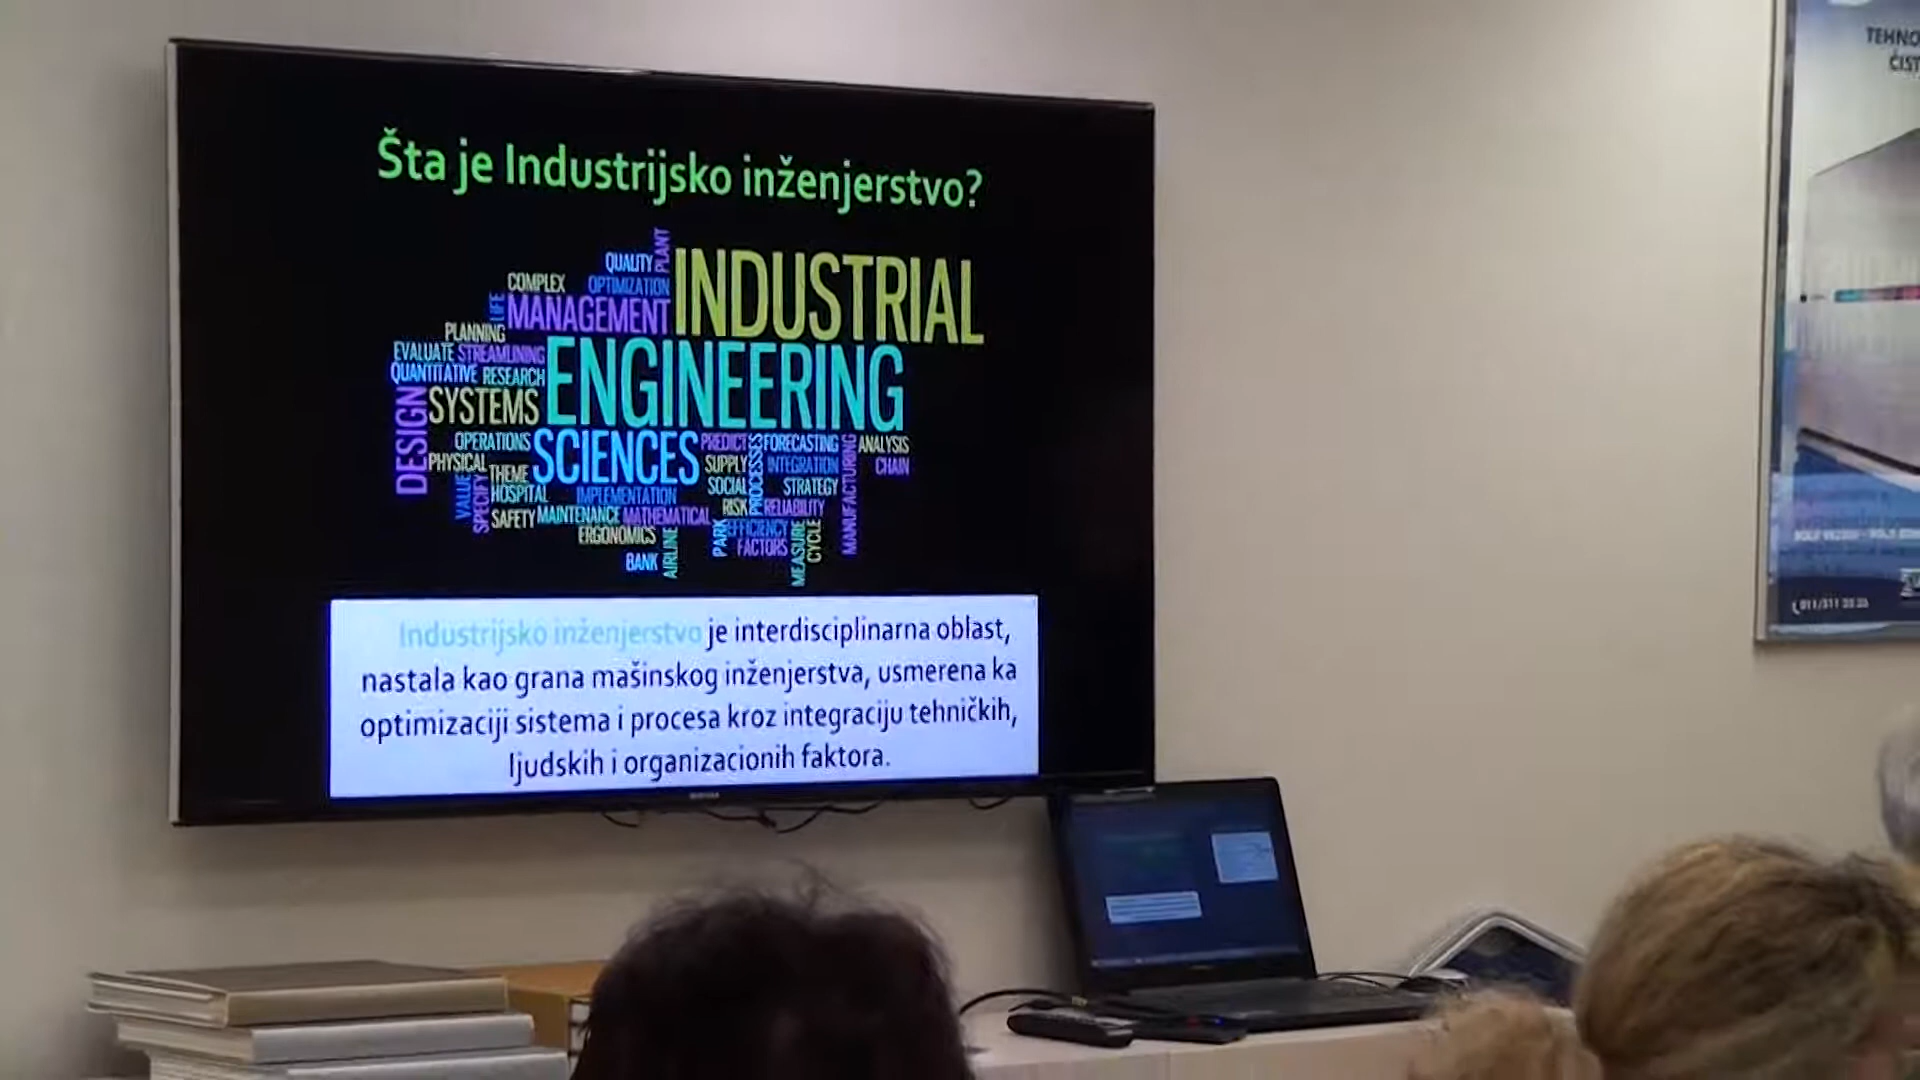 Šta je Industrijsko inženjerstvo?
PLANT
QUALITY
COMPLEX OPTIMIZATION
LIFE
MANAGEMENT INDUSTRIAL
PLANNING
EVALUATE STREAMLINING
QUANTITATIVE RESEARCH
ENGINEERING
DESIGN
SYSTEMS
OPERATIONS SCIENCES PREDICT PROCESSES FORECASTING MANUFACTURING ANALYSIS
PHYSICAL THEME SUPPLY INTEGRATION CHAIN
VALUE SPECIFY
HOSPITAL IMPLEMENTATION SOCIAL STRATEGY
SAFETY MAINTENANCE MATHEMATICAL RISK RELIABILITY
ERGONOMICS PARK EFFICIENCY MEASURE CYCLE
BANK AIRLINE FACTORS
Industrijsko inženjerstvo je interdisciplinarna oblast,
nastala kao grana mašinskog inženjerstva, usmerena ka
optimizaciji sistema i procesa kroz integraciju tehničkih,
ljudskih i organizacionih faktora.
TEHNO
ČIST